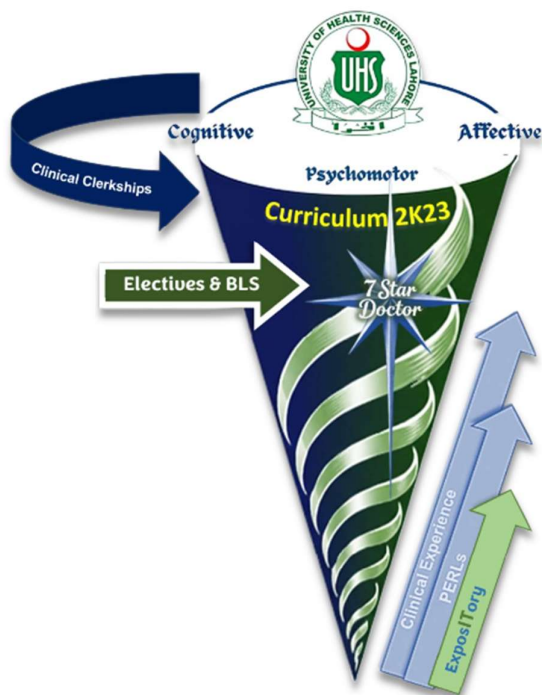 UNIVERSITY OF HEALTH SCIENCES LAHORE
UHS
Cognitive
Affective
Psychomotor
Clinical Clerkships
Curriculum 2K23
Electives & BLS
7 Star
Doctor
Clinical Experience
PERLs
ExposITory